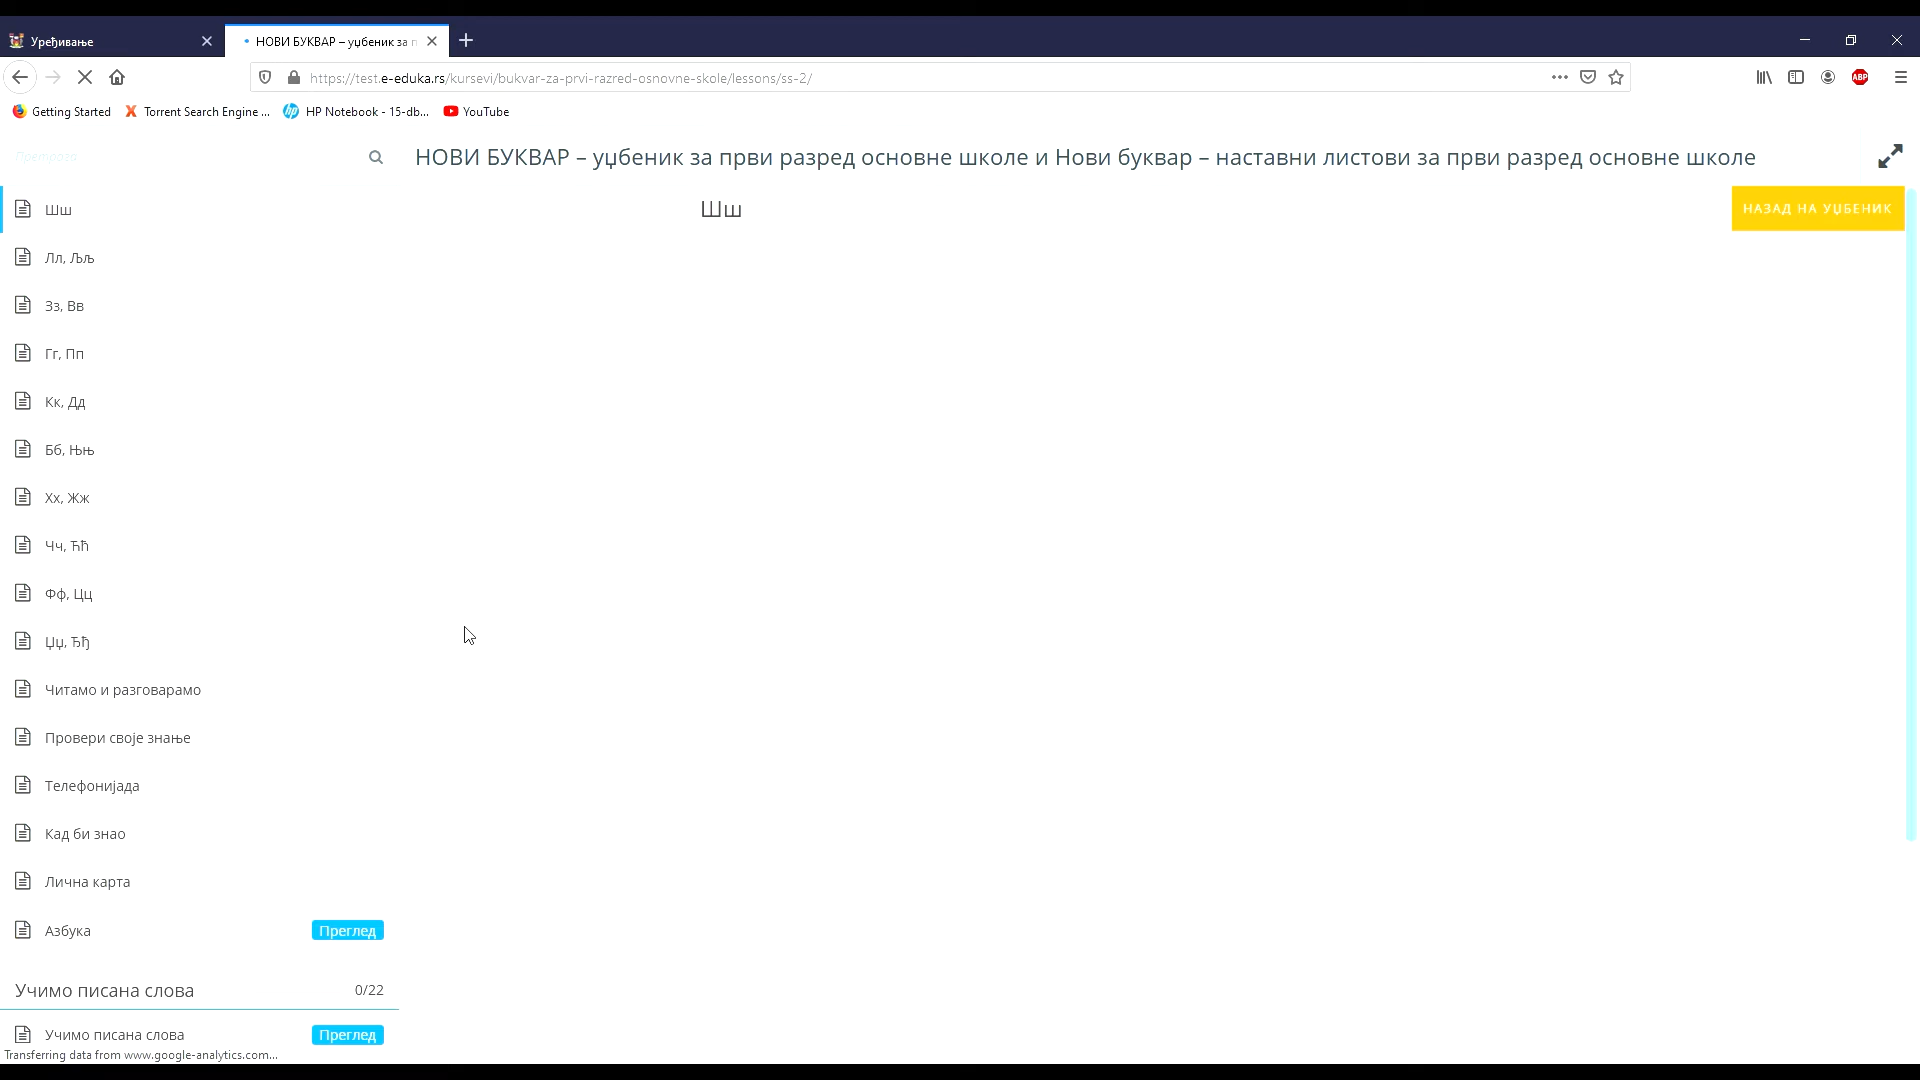 Уређивање
НОВИ БУКВАР – уџбеник за п
https://test.e-eduka.rs/kursevi/bukvar-za-prvi-razred-osnovne-skole/lessons/ss-2/
ABP
Getting Started
Torrent Search Engine ...
hp
HP Notebook - 15-db...
YouTube
Претрага
НОВИ БУКВАР – уџбеник за први разред основне школе и Нови буквар – наставни листови за први разред основне школе
Шш
НАЗАД НА УЏБЕНИК
Шш
Лл, Љљ
Зз, Вв
Гг, Пп
Кк, Дд
Бб, Њњ
Хх, Жж
Чч, Ћћ
Фф, Цц
Џџ, Ђђ
Читамо и разговарамо
Провери своје знање
Телефонијада
Кад би знао
Лична карта
Азбука
Преглед
Учимо писана слова
0/22
Учимо писана слова
Преглед
Transferring data from www.google-analytics.com...